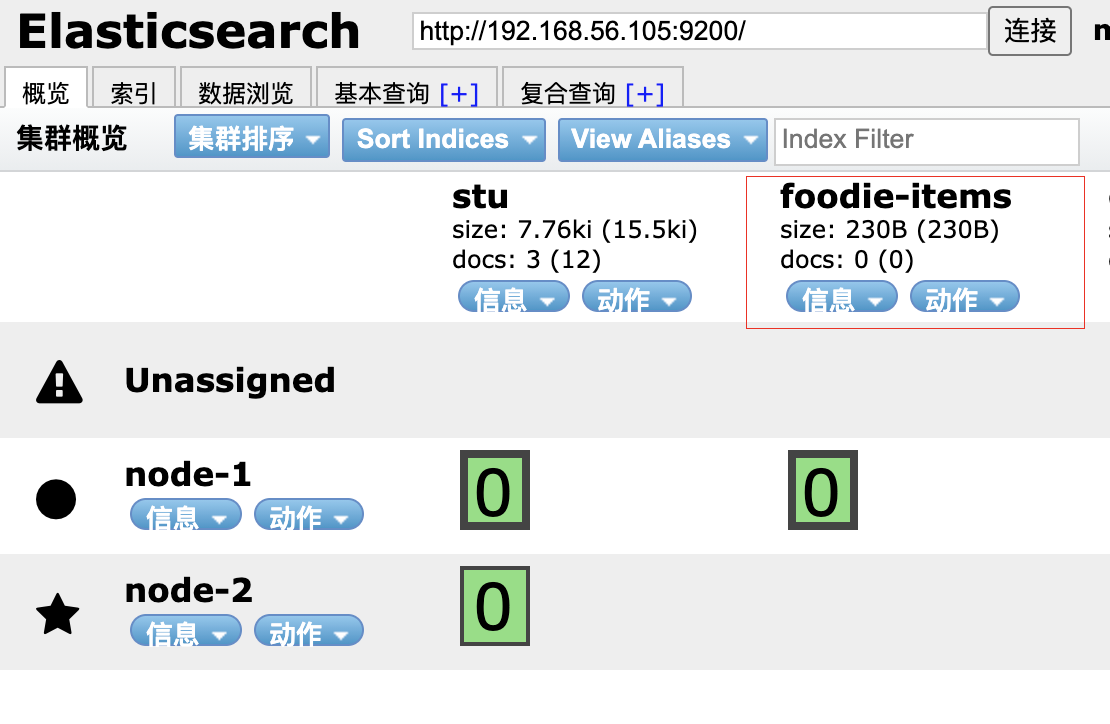 Elasticsearch http://192.168.56.105:9200/ 连接
概览 索引 数据浏览 基本查询 [+] 复合查询 [+]
集群概览 集群排序 Sort Indices View Aliases Index Filter
stu foodie-items
size: 7.76ki (15.5ki) size: 230B (230B)
docs: 3 (12) docs: 0 (0)
信息 动作 信息 动作
Unassigned
node-1 0 0
信息 动作
node-2 0
信息 动作